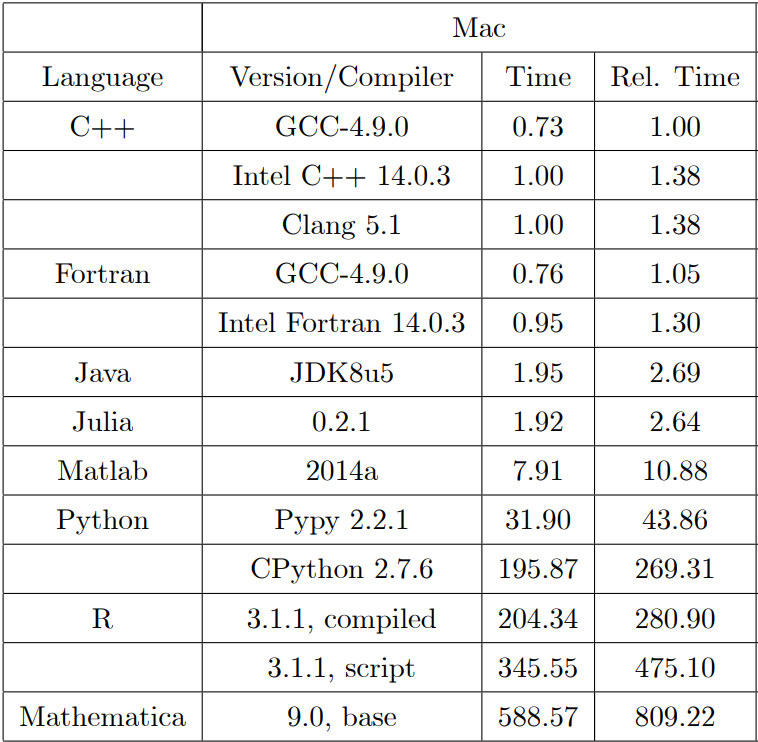 Mac
Language Version/Compiler Time Rel. Time
C++ GCC-4.9.0 0.73 1.00
Intel C++ 14.0.3 1.00 1.38
Clang 5.1 1.00 1.38
Fortran GCC-4.9.0 0.76 1.05
Intel Fortran 14.0.3 0.95 1.30
Java JDK8u5 1.95 2.69
Julia 0.2.1 1.92 2.64
Matlab 2014a 7.91 10.88
Python Pypy 2.2.1 31.90 43.86
CPython 2.7.6 195.87 269.31
R 3.1.1, compiled 204.34 280.90
3.1.1, script 345.55 475.10
Mathematica 9.0, base 588.57 809.22